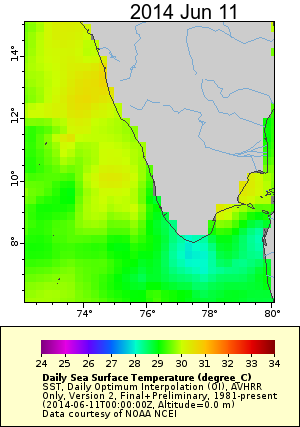 2014 Jun 11
14°
12°
10°
8°
74° 76° 78° 80°
24 25 26 27 28 29 30 31 32 33 34
Daily Sea Surface Temperature (degree_C)
SST, Daily Optimum Interpolation (OI), AVHRR
Only, Version 2, Final+Preliminary, 1981-present
(2014-06-11T00:00:00Z, Altitude=0.0 m)
Data courtesy of NOAA NCEI